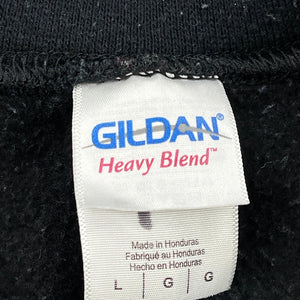 GILDAN®
Heavy Blend™
Made in Honduras
Fabriqué au Honduras
Hecho en Honduras
L G G